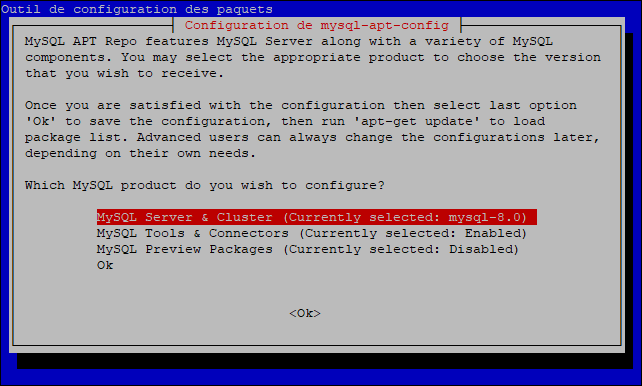 Outil de configuration des paquets
Configuration de mysql-apt-config
MySQL APT Repo features MySQL Server along with a variety of MySQL
components. You may select the appropriate product to choose the version
that you wish to receive.
Once you are satisfied with the configuration then select last option
'Ok' to save the configuration, then run 'apt-get update' to load
package list. Advanced users can always change the configurations later,
depending on their own needs.
Which MySQL product do you wish to configure?
MySQL Server & Cluster (Currently selected: mysql-8.0)
MySQL Tools & Connectors (Currently selected: Enabled)
MySQL Preview Packages (Currently selected: Disabled)
Ok
<Ok>